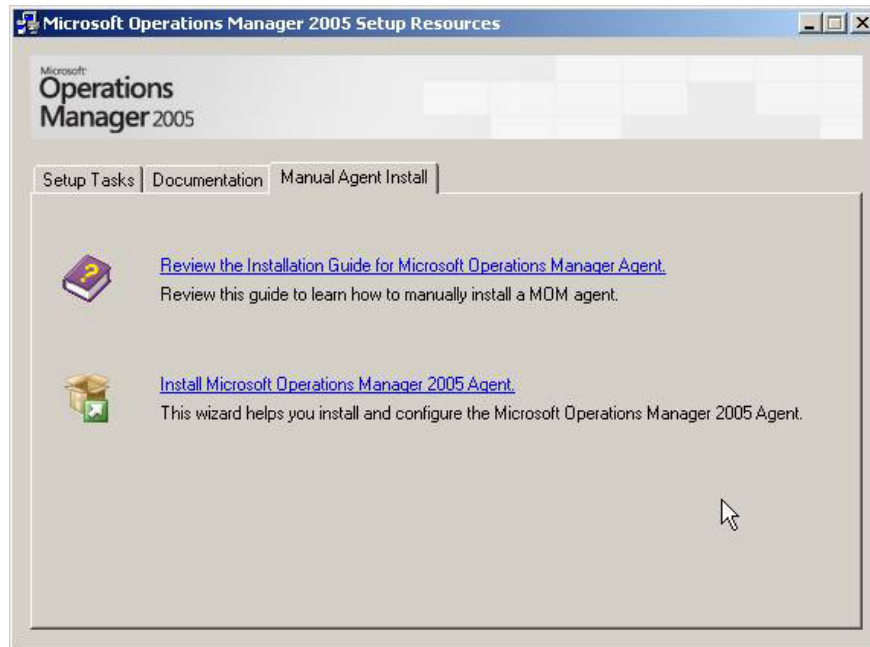 Microsoft Operations Manager 2005 Setup Resources
Microsoft
Operations
Manager 2005
Setup Tasks
Documentation
Manual Agent Install
Review the Installation Guide for Microsoft Operations Manager Agent.
Review this guide to learn how to manually install a MOM agent.
Install Microsoft Operations Manager 2005 Agent.
This wizard helps you install and configure the Microsoft Operations Manager 2005 Agent.